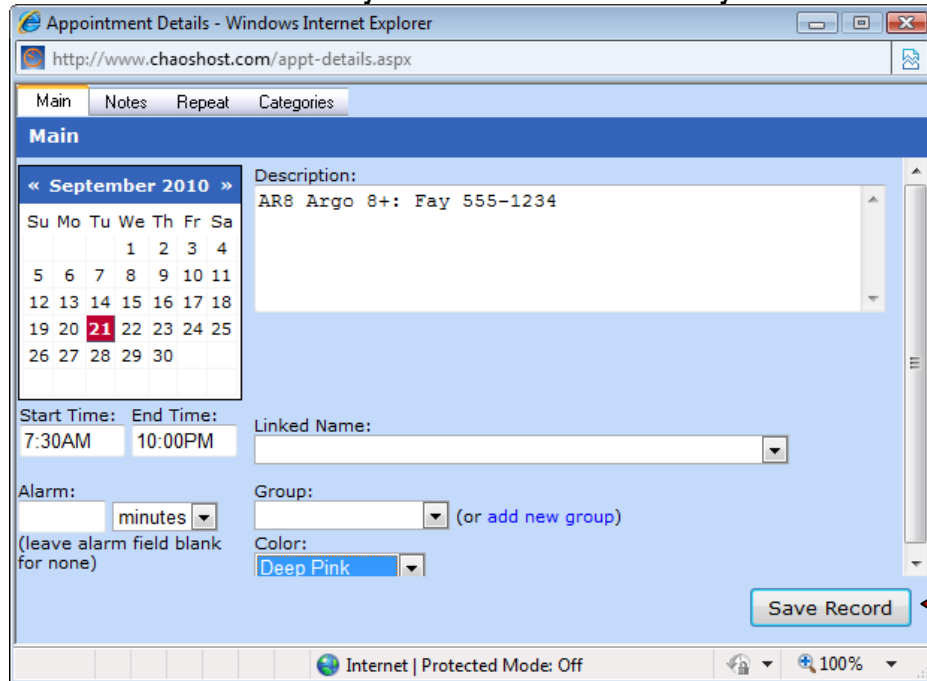 Appointment Details - Windows Internet Explorer
http://www.chaoshost.com/appt-details.aspx
Main Notes Repeat Categories
Main
« September 2010 »
Su Mo Tu We Th Fr Sa
1 2 3 4
5 6 7 8 9 10 11
12 13 14 15 16 17 18
19 20 21 22 23 24 25
26 27 28 29 30
Description:
AR8 Argo 8+: Fay 555-1234
Start Time: End Time:
7:30AM 10:00PM
Linked Name:
Alarm:
minutes
(leave alarm field blank
for none)
Group:
(or add new group)
Color:
Deep Pink
Save Record
Internet | Protected Mode: Off
100%